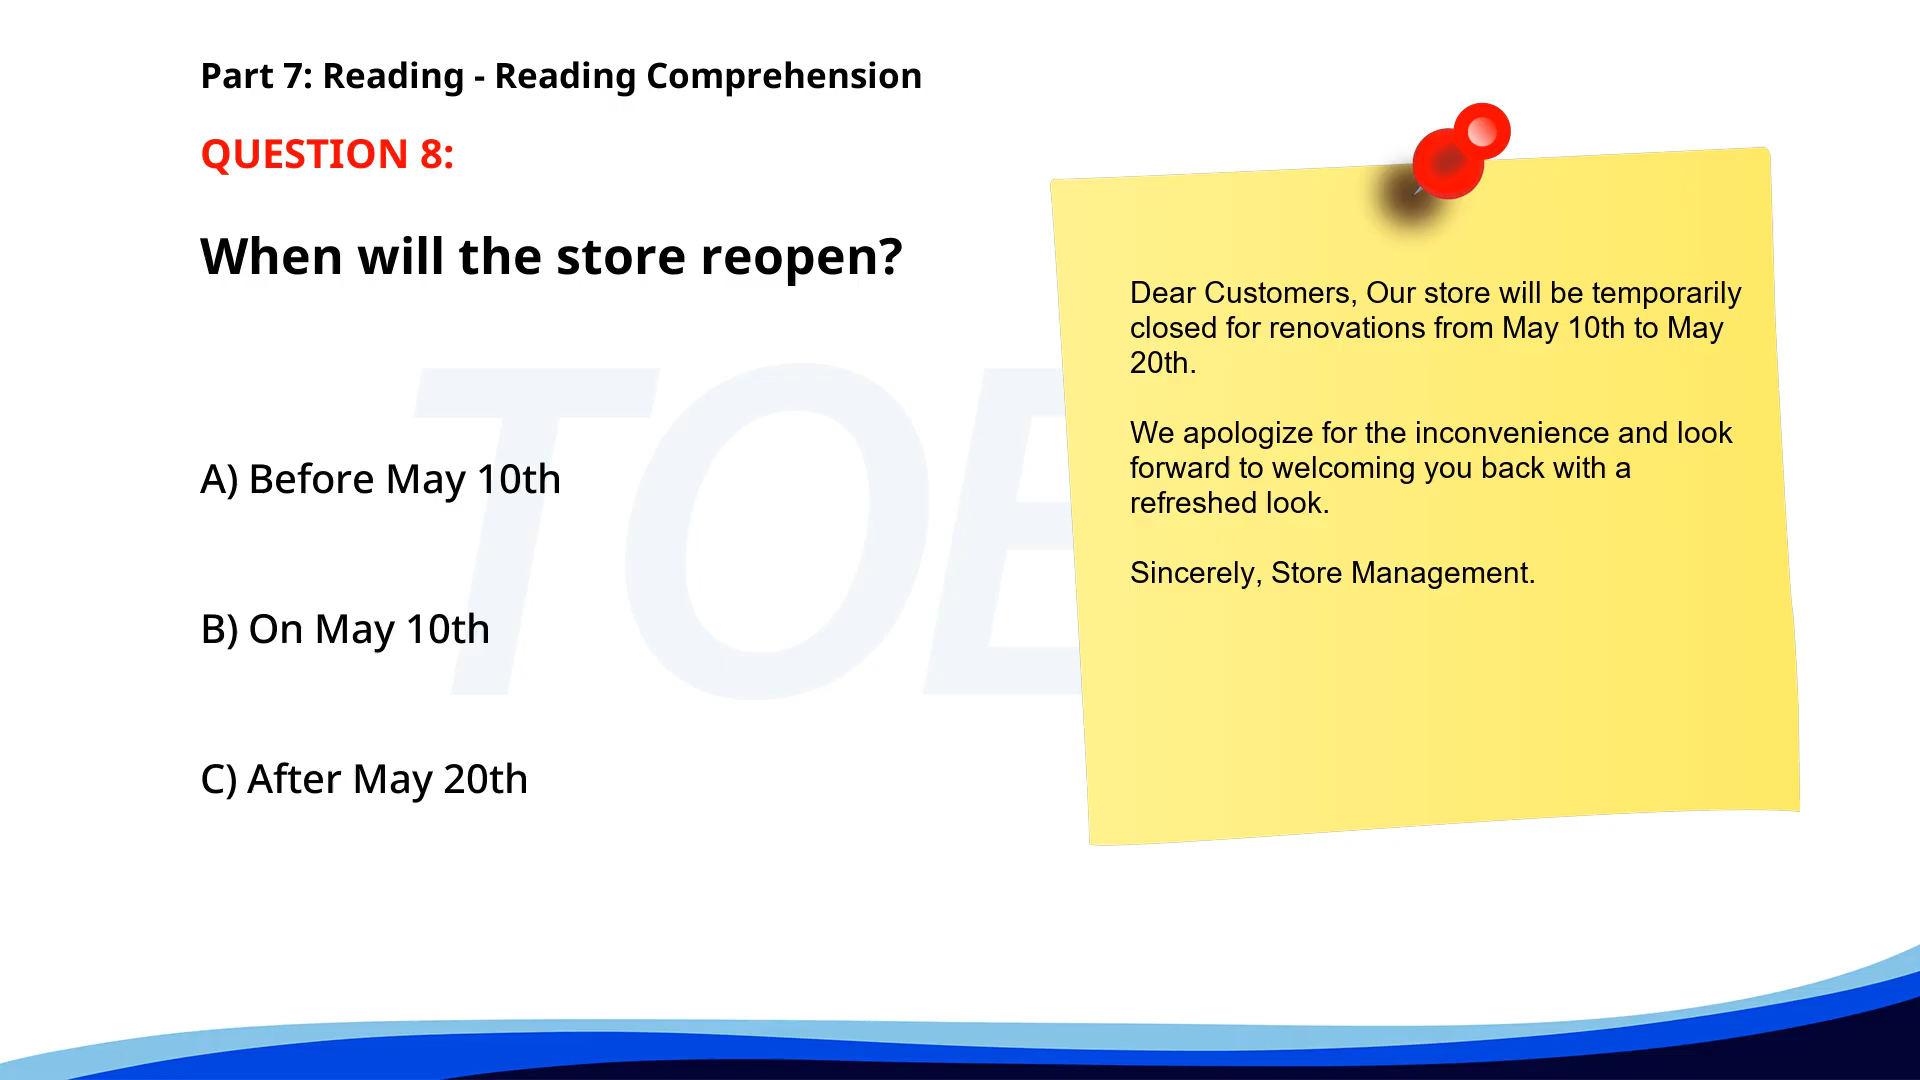 Part 7: Reading - Reading Comprehension
QUESTION 8:
When will the store reopen?
A) Before May 10th
B) On May 10th
C) After May 20th
Dear Customers, Our store will be temporarily
closed for renovations from May 10th to May
20th.
We apologize for the inconvenience and look
forward to welcoming you back with a
refreshed look.
Sincerely, Store Management.